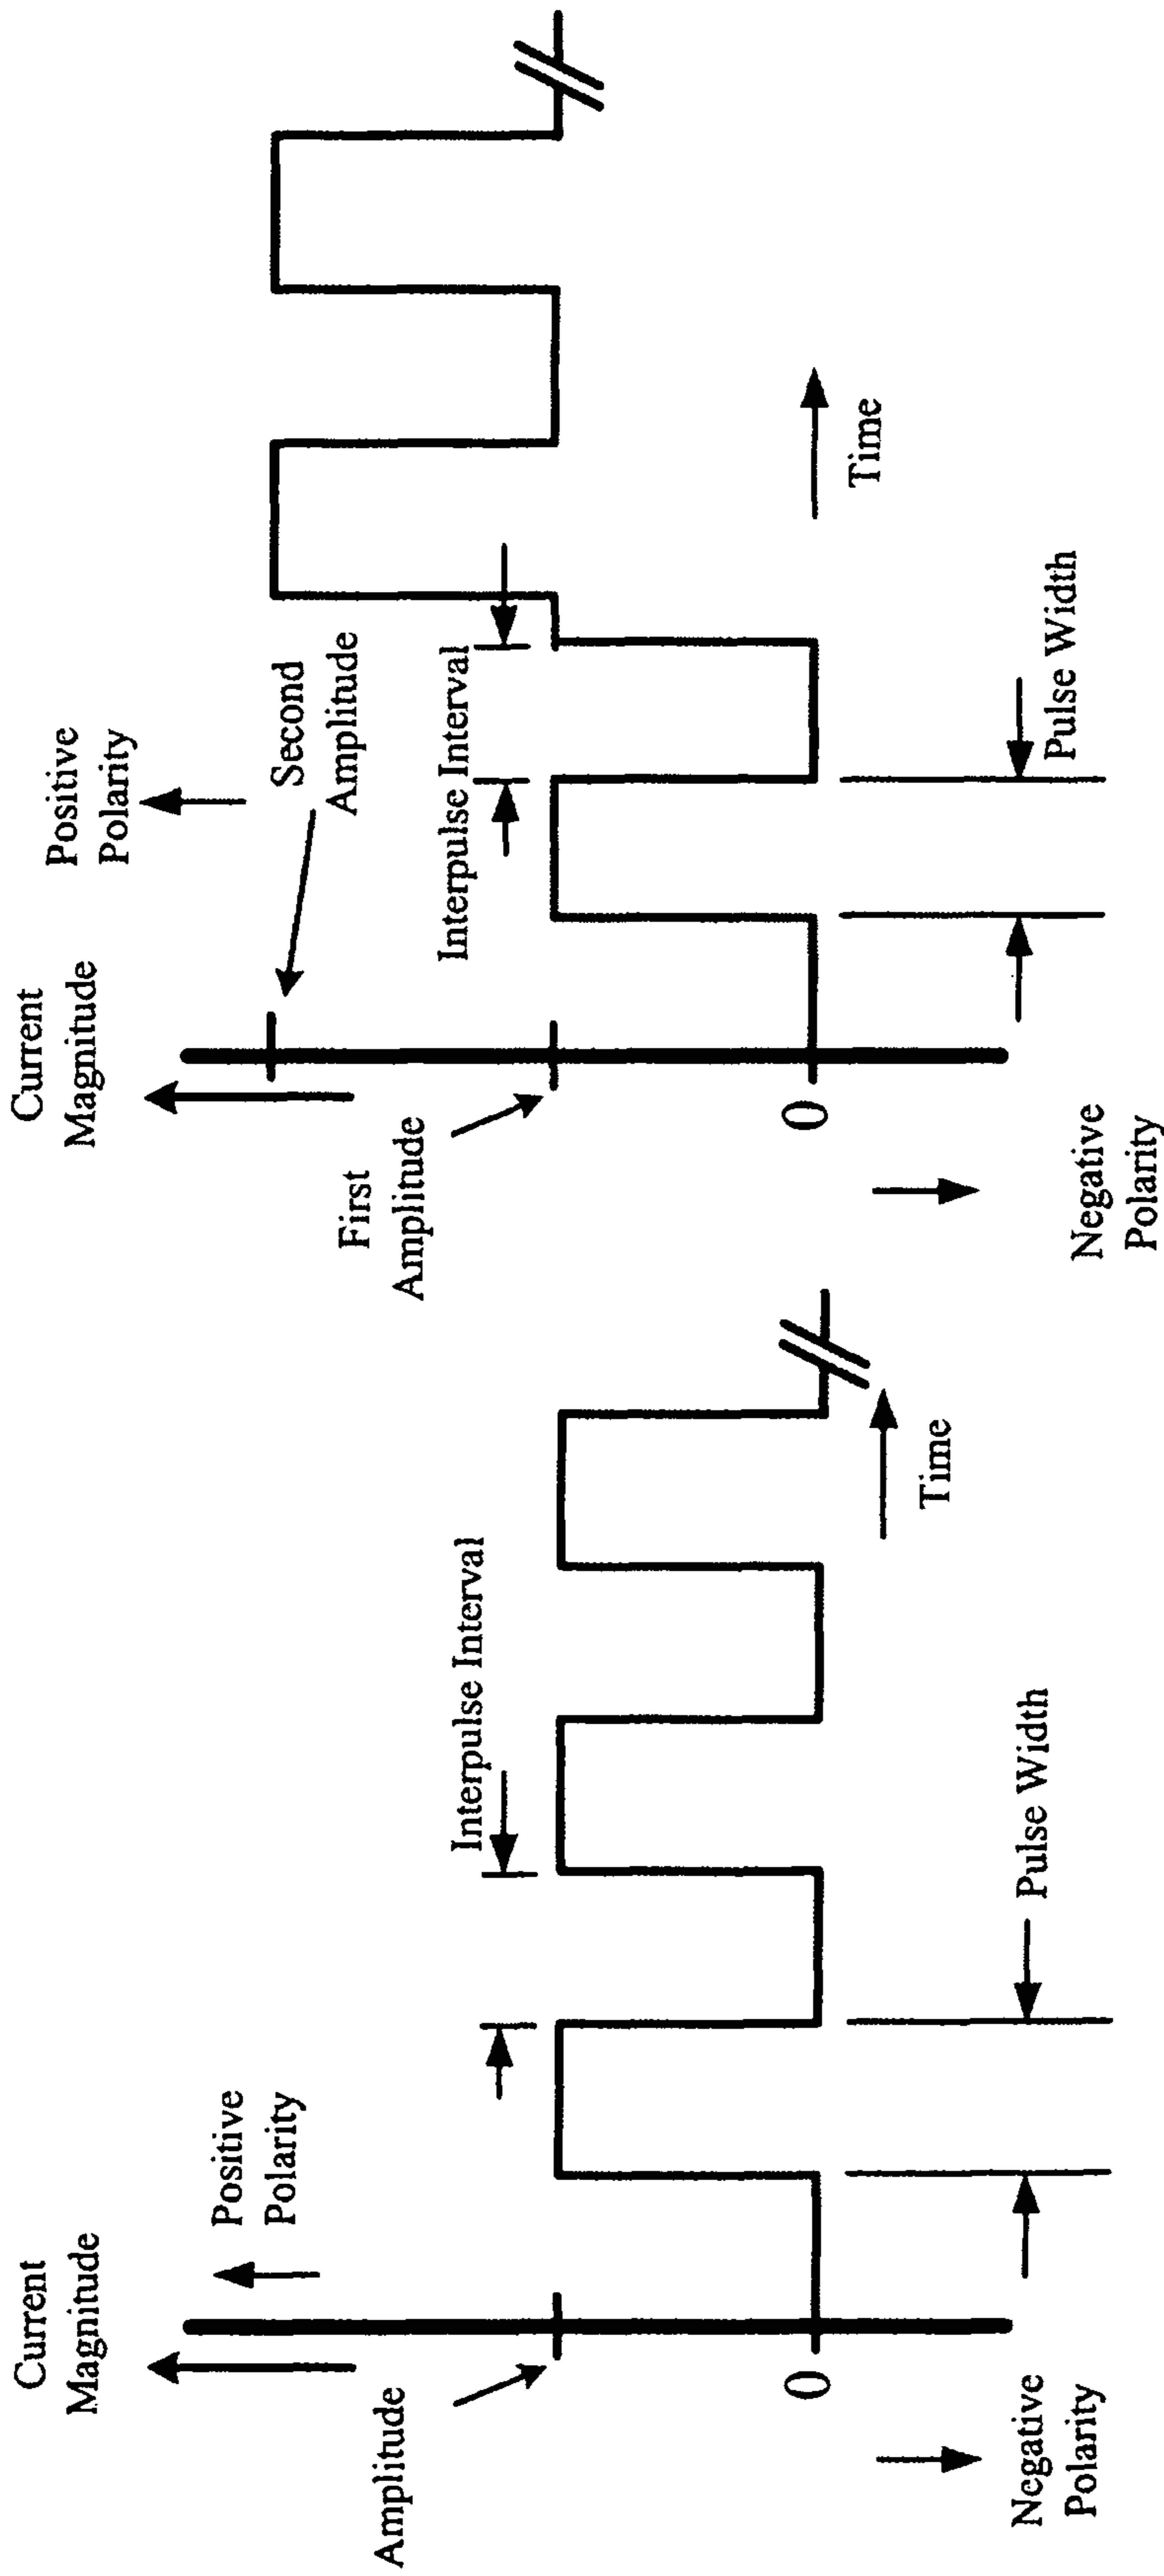 Current
Magnitude
Positive
Polarity
Amplitude
0
Negative
Polarity
Interpulse Interval
Pulse Width
Time
Current
Magnitude
Positive
Polarity
Second
Amplitude
First
Amplitude
0
Negative
Polarity
Interpulse Interval
Pulse Width
Time